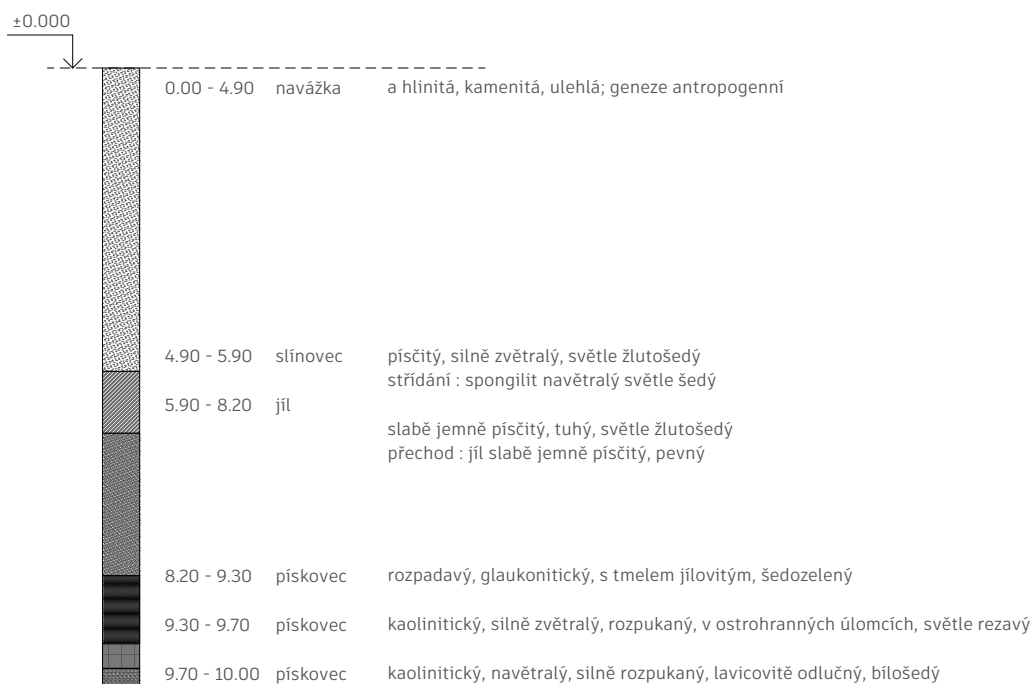 ±0.000
0.00 - 4.90 navážka a hlinitá, kamenitá, ulehlá; geneze antropogenní
4.90 - 5.90 slínovec písčitý, silně zvětralý, světle žlutošedý
střídání : spongilit navětralý světle šedý
5.90 - 8.20 jíl
slabě jemně písčitý, tuhý, světle žlutošedý
přechod : jíl slabě jemně písčitý, pevný
8.20 - 9.30 pískovec rozpadavý, glaukonitický, s tmelem jílovitým, šedozelený
9.30 - 9.70 pískovec kaolinitický, silně zvětralý, rozpukaný, v ostrohranných úlomcích, světle rezavý
9.70 - 10.00 pískovec kaolinitický, navětralý, silně rozpukaný, lavicovitě odlučný, bílošedý